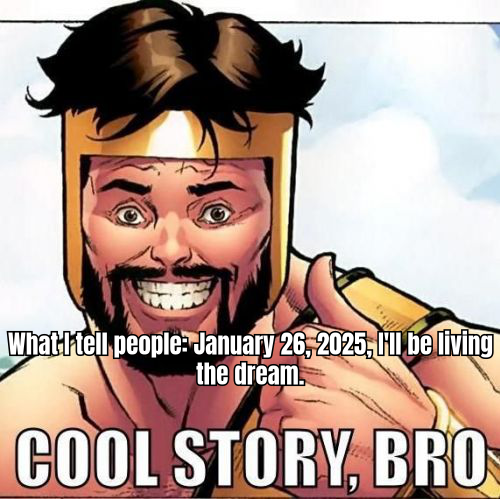 What I tell people: January 26, 2025, I'll be living
the dream.
COOL STORY, BRO